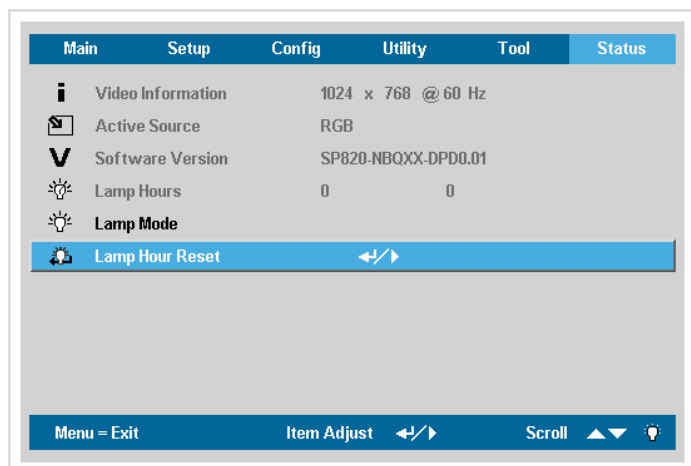 Main Setup Config Utility Tool Status
Video Information 1024 x 768 @ 60 Hz
Active Source RGB
Software Version SP820-NBQXX-DPD0.01
Lamp Hours 0 0
Lamp Mode
Lamp Hour Reset
Menu = Exit Item Adjust Scroll